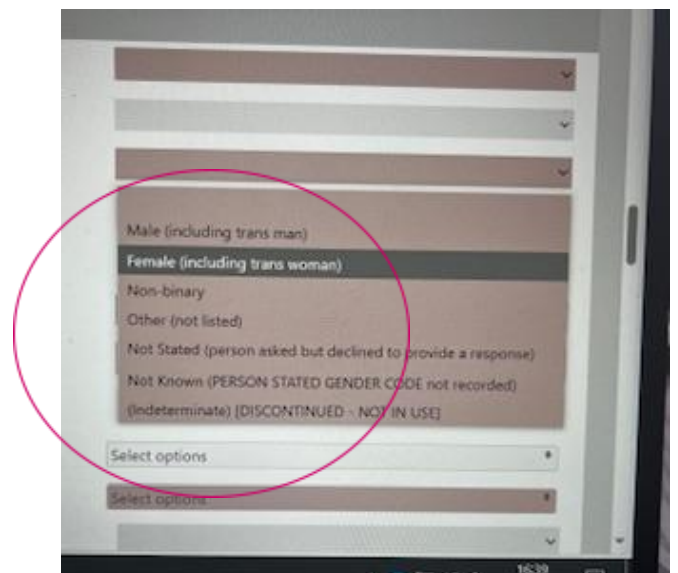 Male (including trans man)
Female (including trans woman)
Non-binary
Other (not listed)
Not Stated (person asked but declined to provide a response)
Not Known (PERSON STATED GENDER CODE not recorded)
(Indeterminate) [DISCONTINUED - NOT IN USE]
Select options
Select options
16:39